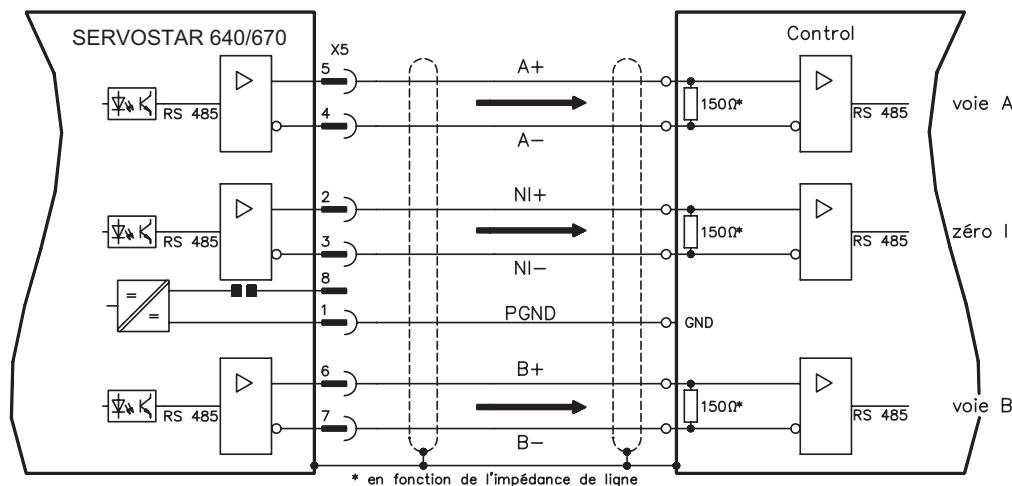 SERVOSTAR 640/670
X5
Control
5
A+
150Ω*
RS 485
RS 485
voie A
4
A-
2
NI+
150Ω*
RS 485
RS 485
zéro I
3
NI-
8
=
=
1
PGND
GND
6
B+
150Ω*
RS 485
RS 485
voie B
7
B-
* en fonction de l'impédance de ligne